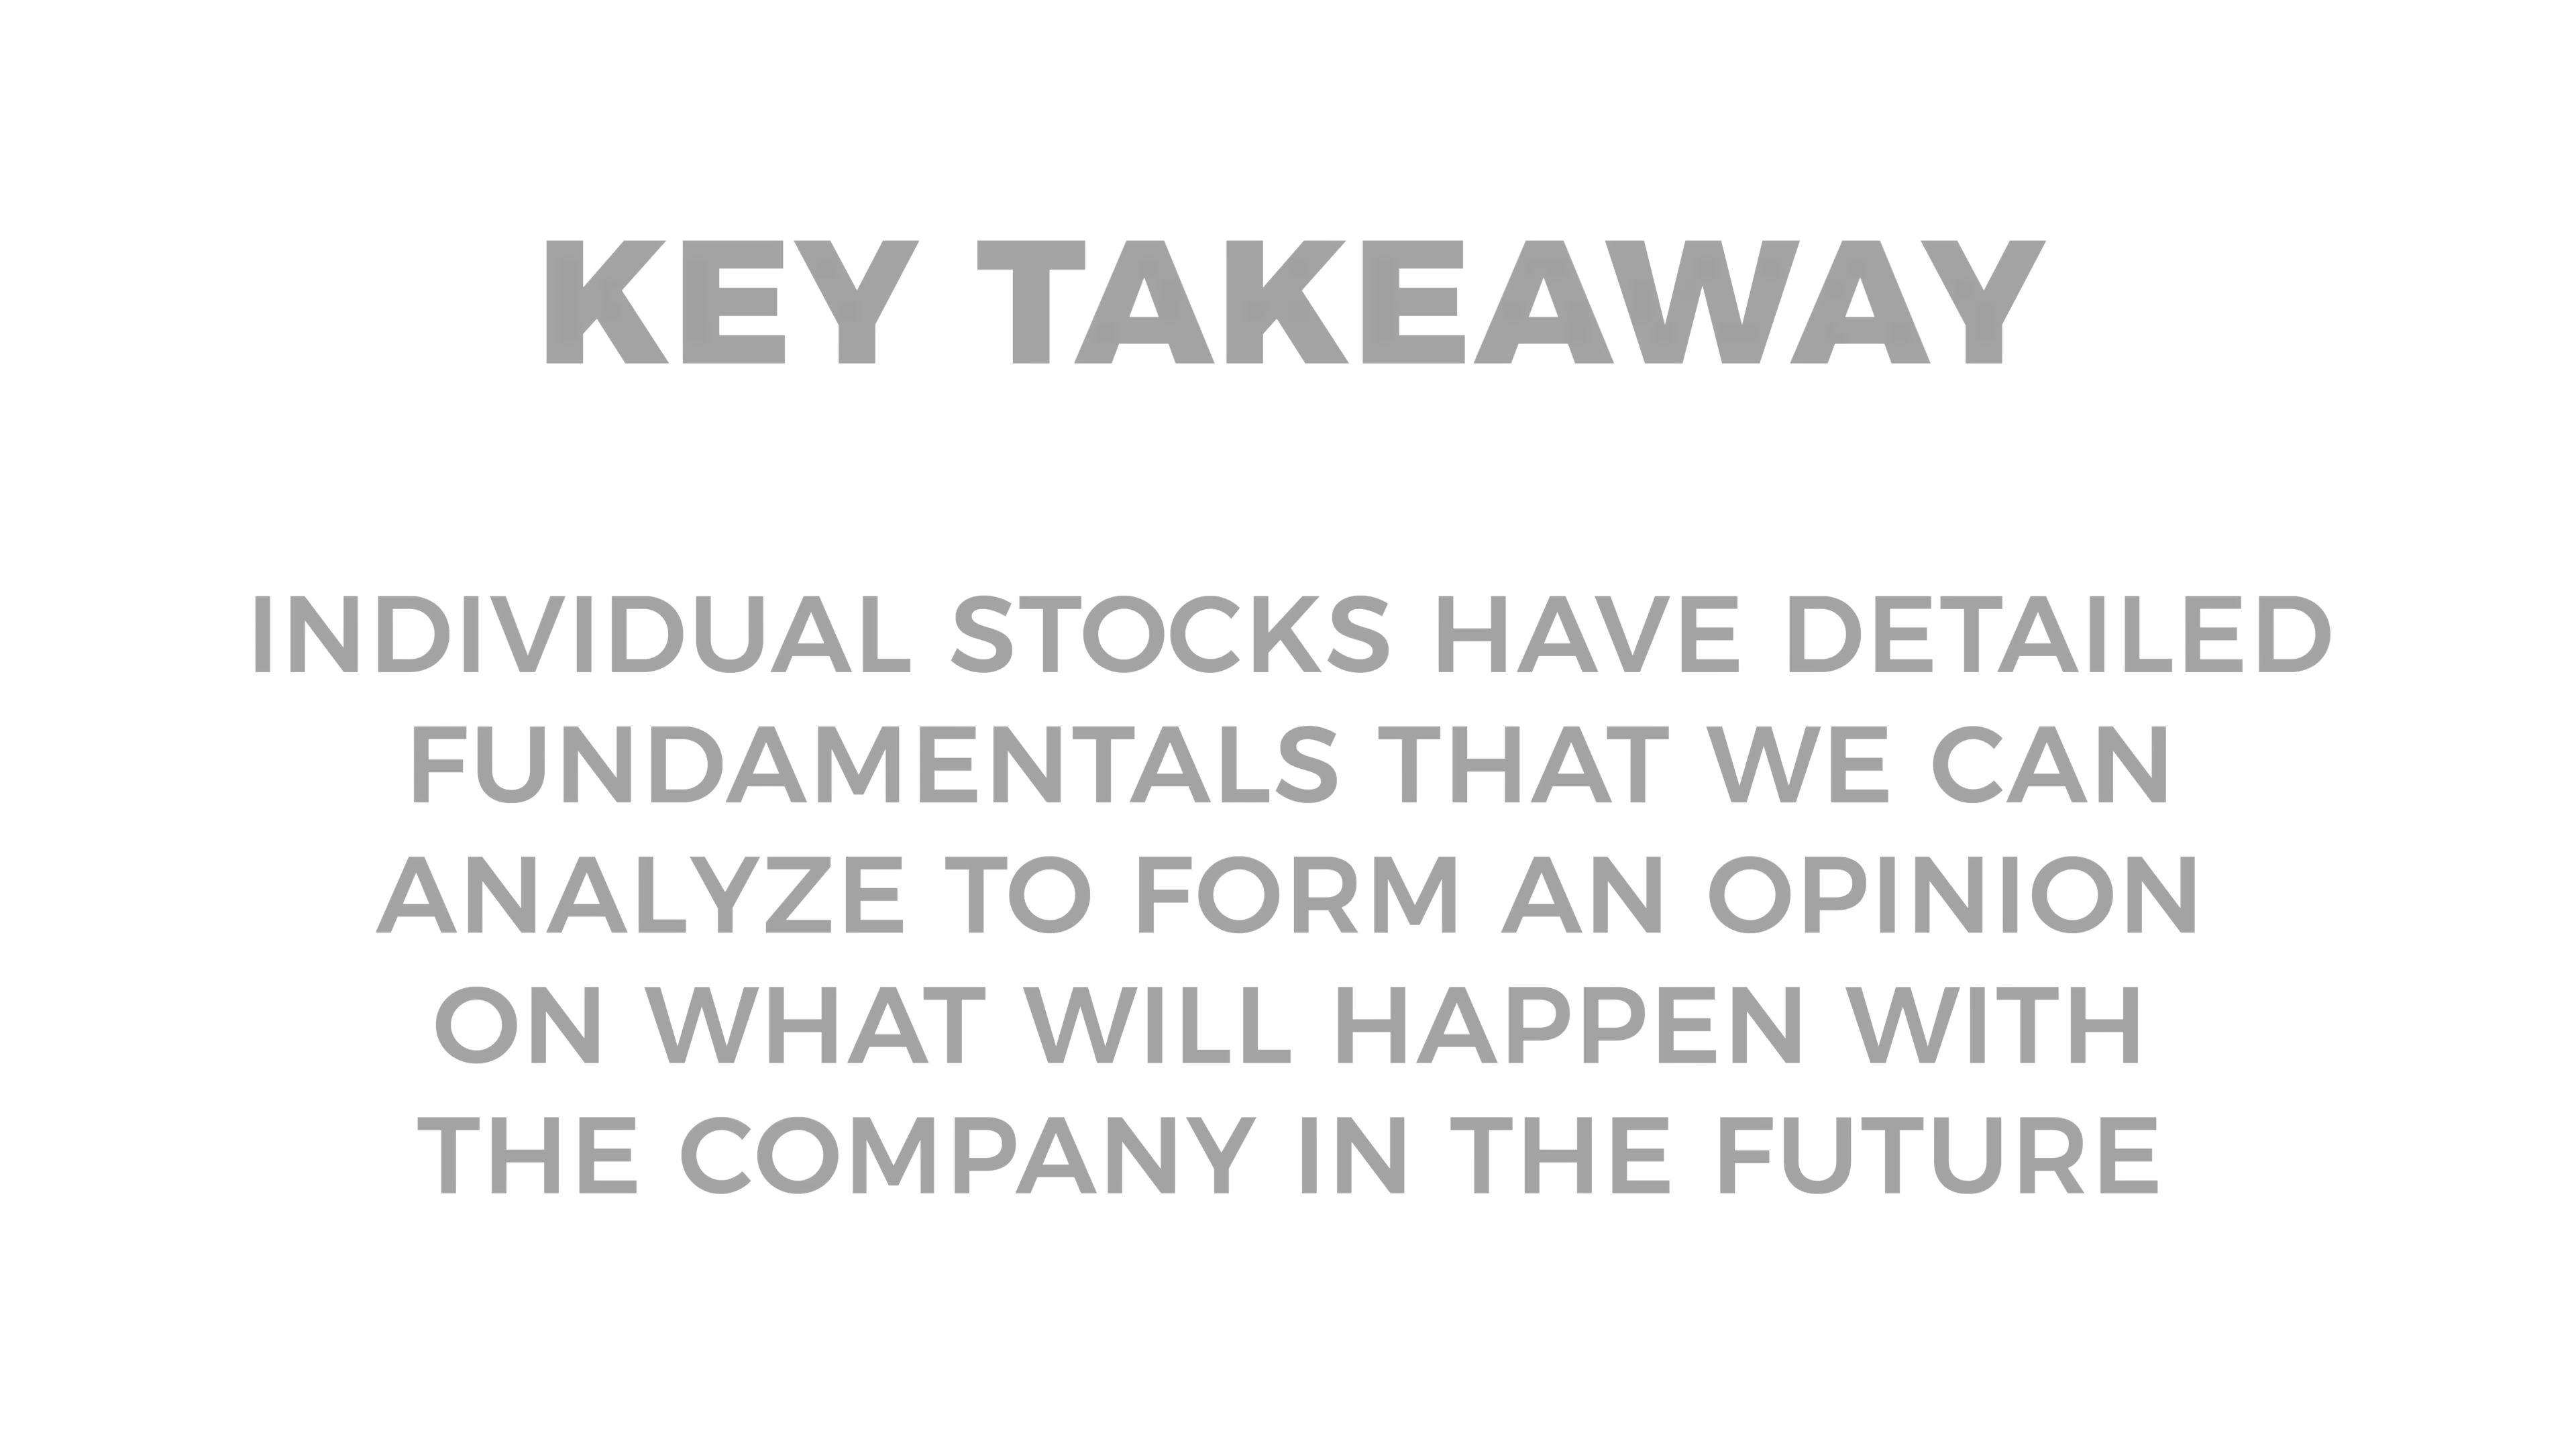 KEY TAKEAWAY
INDIVIDUAL STOCKS HAVE DETAILED
FUNDAMENTALS THAT WE CAN
ANALYZE TO FORM AN OPINION
ON WHAT WILL HAPPEN WITH
THE COMPANY IN THE FUTURE